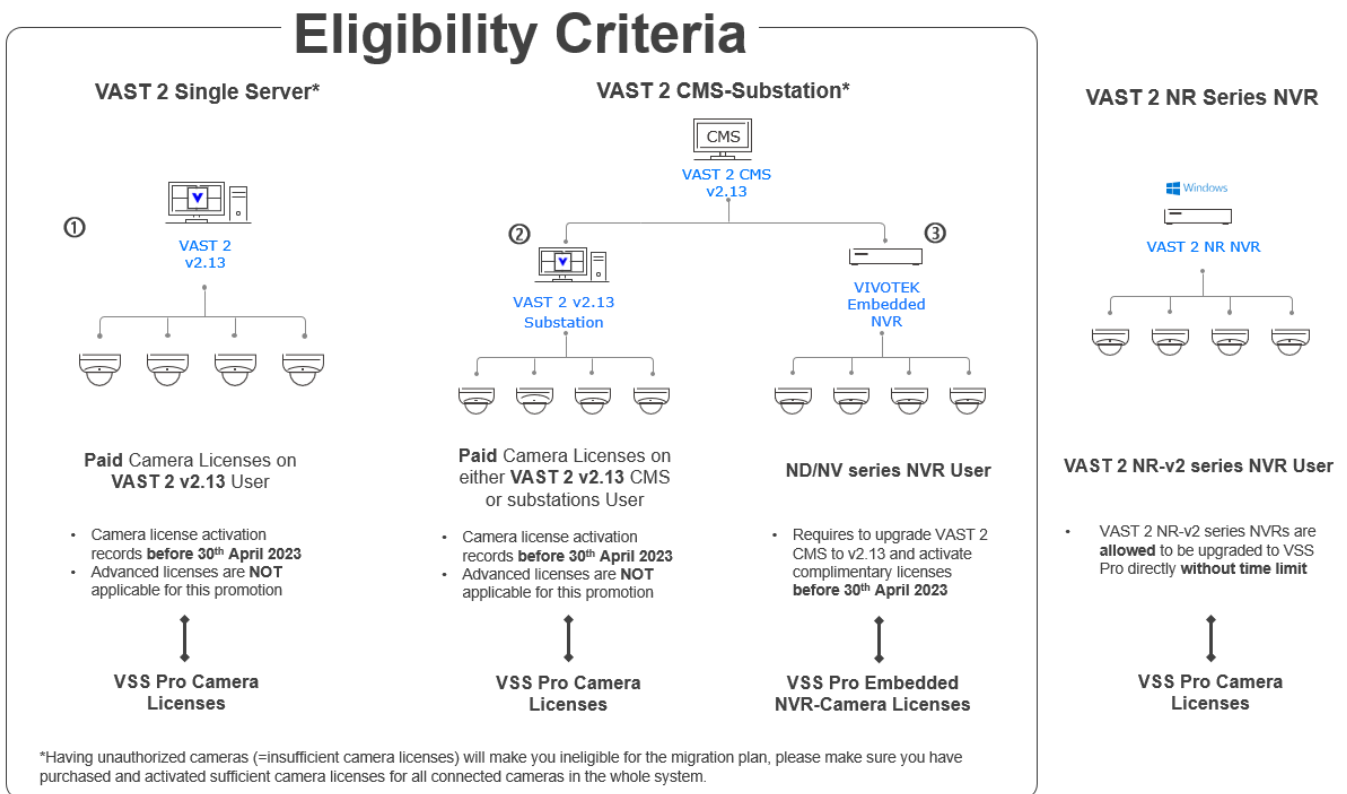 Eligibility Criteria
VAST 2 Single Server*
①
VAST 2
v2.13
Paid Camera Licenses on
VAST 2 v2.13 User
• Camera license activation
records before 30th April 2023
• Advanced licenses are NOT
applicable for this promotion
VSS Pro Camera
Licenses
VAST 2 CMS-Substation*
CMS
VAST 2 CMS
v2.13
②
VAST 2 v2.13
Substation
Paid Camera Licenses on
either VAST 2 v2.13 CMS
or substations User
• Camera license activation
records before 30th April 2023
• Advanced licenses are NOT
applicable for this promotion
VSS Pro Camera
Licenses
③
VIVOTEK
Embedded
NVR
ND/NV series NVR User
• Requires to upgrade VAST 2
CMS to v2.13 and activate
complimentary licenses
before 30th April 2023
VSS Pro Embedded
NVR-Camera Licenses
*Having unauthorized cameras (=insufficient camera licenses) will make you ineligible for the migration plan, please make sure you have
purchased and activated sufficient camera licenses for all connected cameras in the whole system.
VAST 2 NR Series NVR
Windows
VAST 2 NR NVR
VAST 2 NR-v2 series NVR User
• VAST 2 NR-v2 series NVRs are
allowed to be upgraded to VSS
Pro directly without time limit
VSS Pro Camera
Licenses